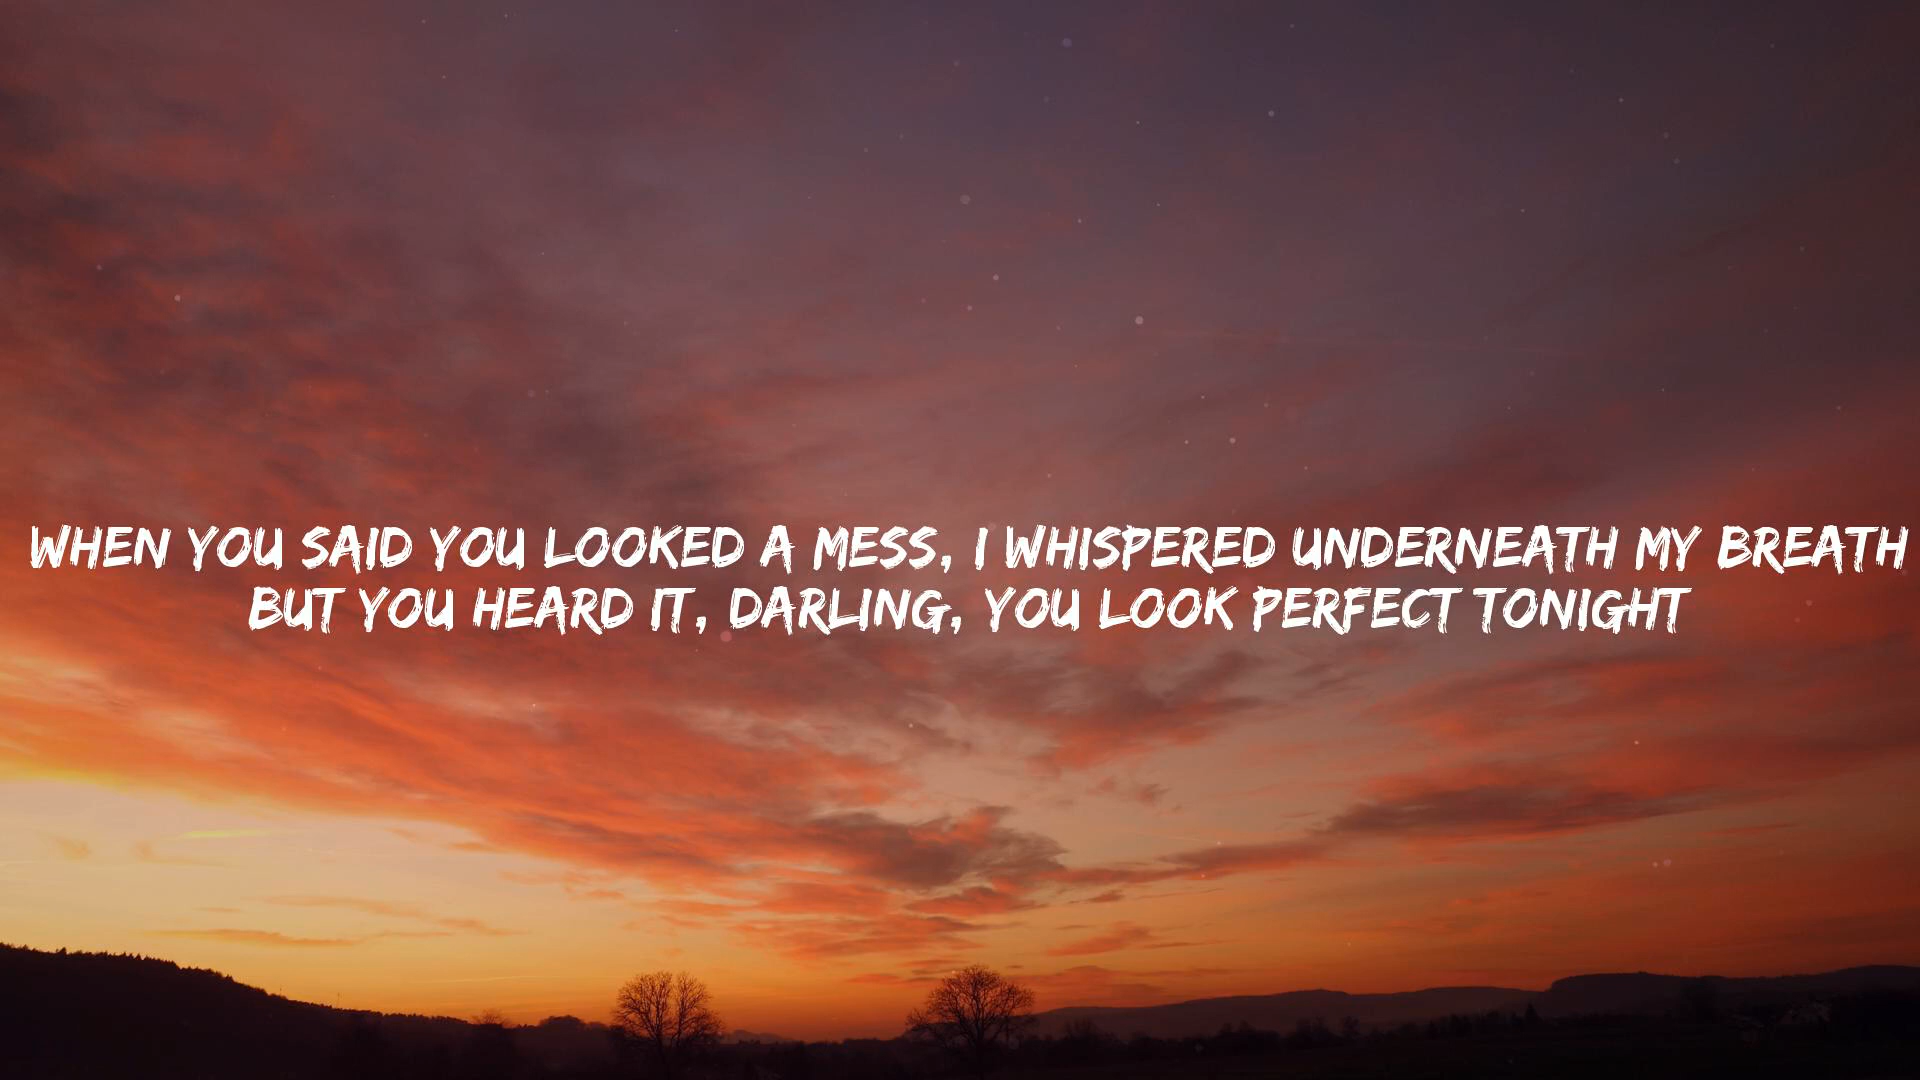 WHEN YOU SAID YOU LOOKED A MESS, I WHISPERED UNDERNEATH MY BREATH
BUT YOU HEARD IT, DARLING, YOU LOOK PERFECT TONIGHT